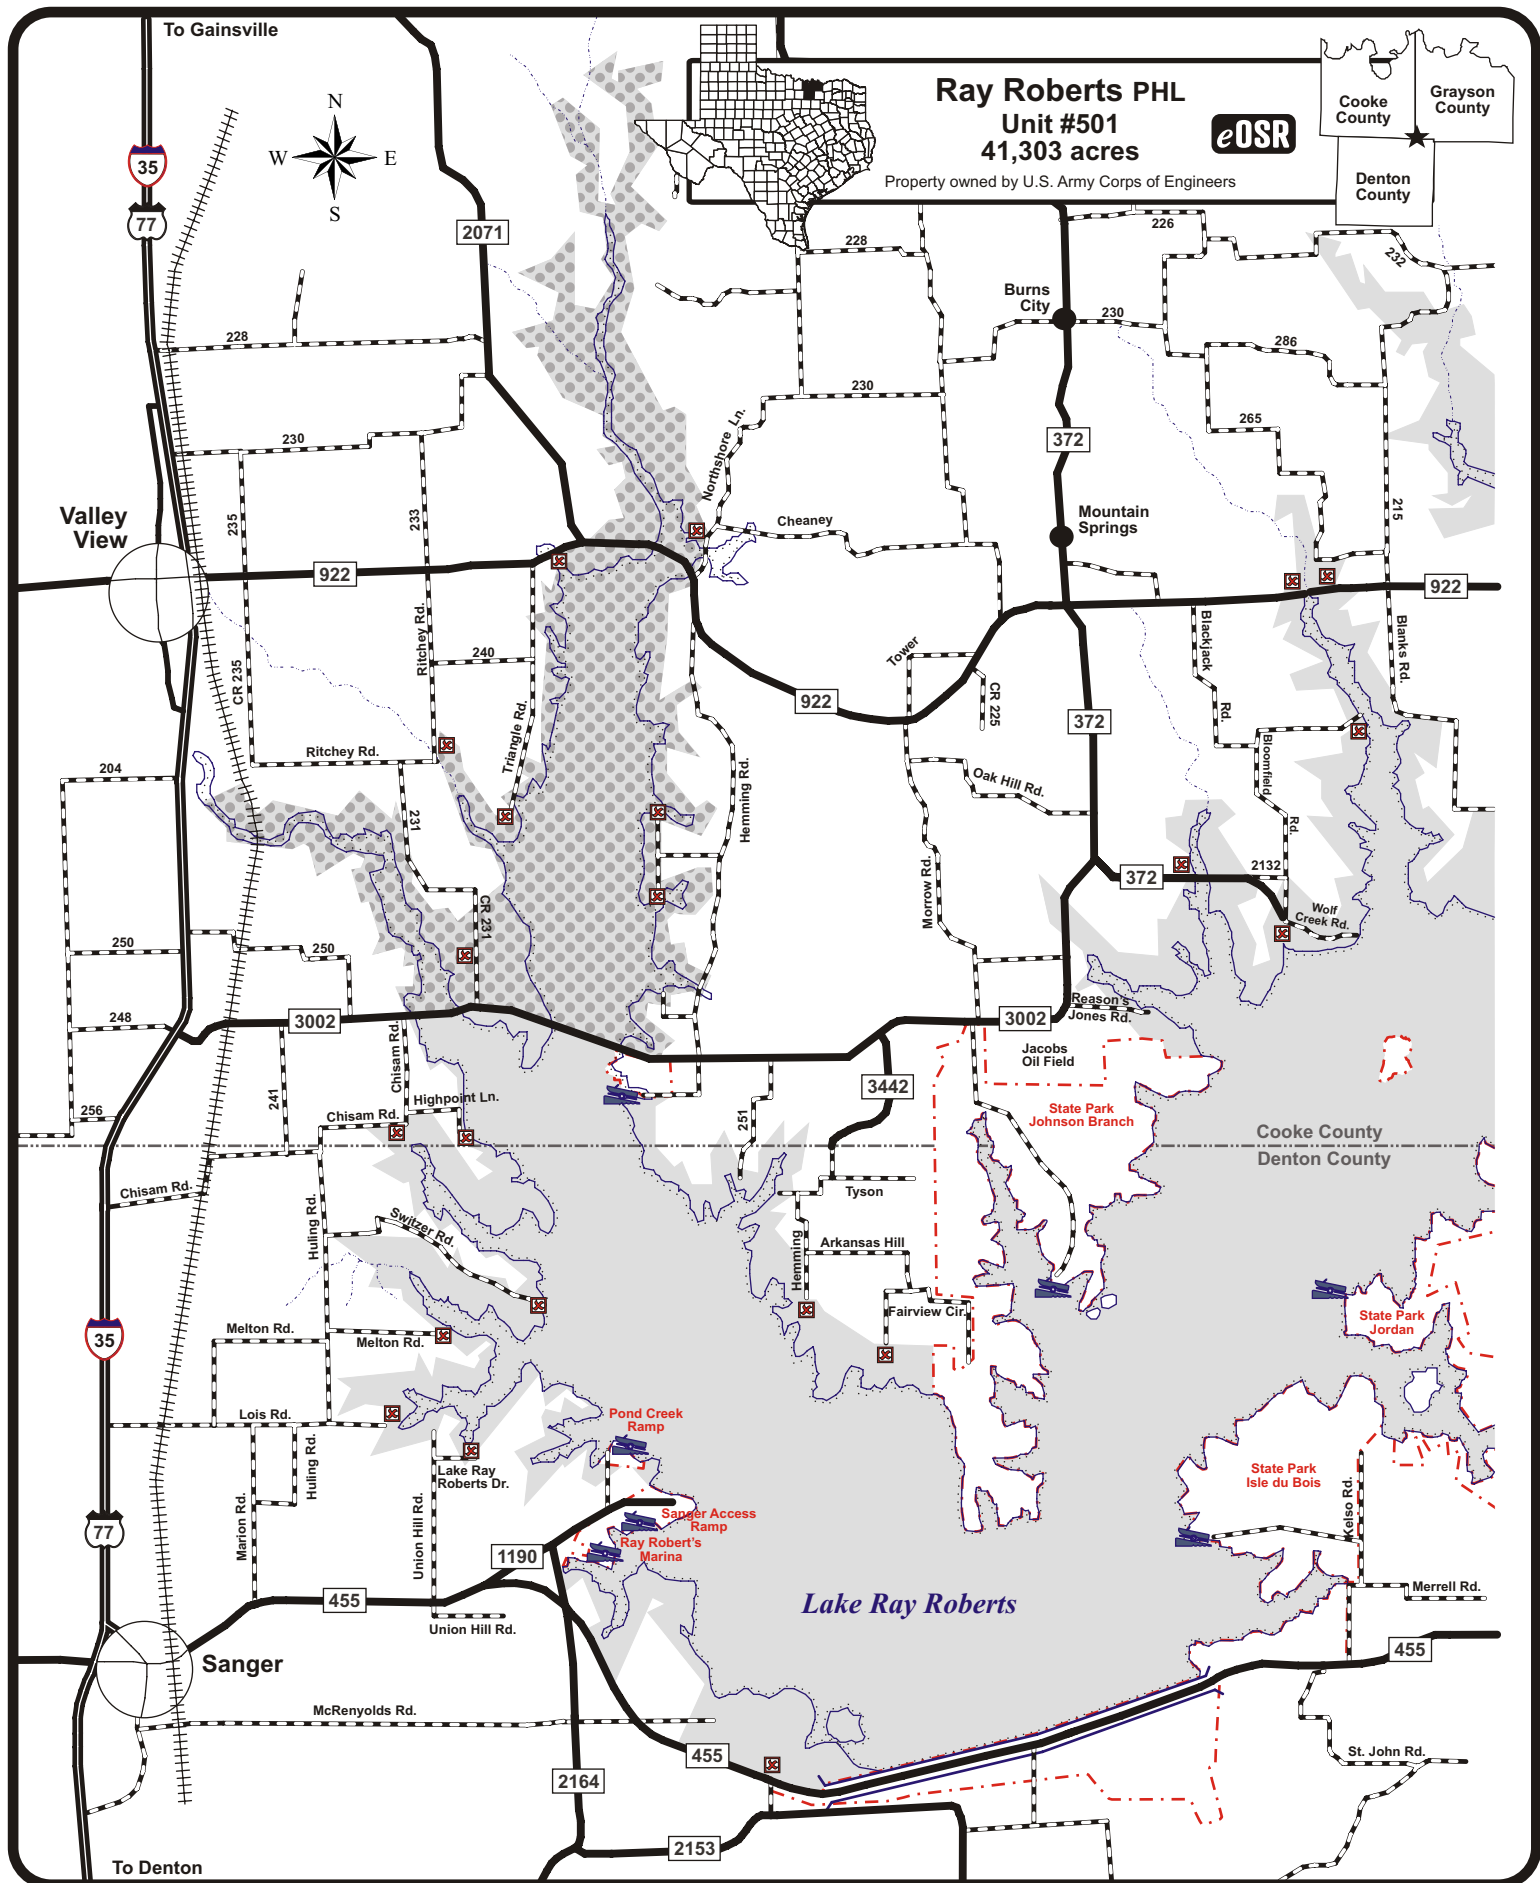 To Gainsville
N
W
E
S
35
77
2071
Ray Roberts PHL
Unit #501
41,303 acres
Property owned by U.S. Army Corps of Engineers
eOSR
Cooke
County
Grayson
County
Denton
County
228
226
232
Burns
City
230
228
286
230
265
230
372
Northshore Ln.
215
235
233
Valley
View
Cheaney
Mountain
Springs
922
922
Ritchey Rd.
240
Blackjack
Rd.
Blanks Rd.
Tower
CR 235
CR 225
922
372
Triangle Rd.
Ritchey Rd.
Bloomfield
Rd.
204
Hemming Rd.
Oak Hill Rd.
231
Morrow Rd.
372
2132
CR 231
Wolf
Creek Rd.
250
250
248
3002
3002
Reason's
Jones Rd.
Jacobs
Oil Field
Chisam Rd.
241
3442
Highpoint Ln.
256
Chisam Rd.
251
State Park
Johnson Branch
Cooke County
Denton County
Chisam Rd.
Tyson
Huling Rd.
Switzer Rd.
Hemming
Arkansas Hill
35
Fairview Cir.
State Park
Jordan
Melton Rd.
Melton Rd.
Lois Rd.
Pond Creek
Ramp
Huling Rd.
Lake Ray
Roberts Dr.
State Park
Isle du Bois
Kelso Rd.
Marion Rd.
Union Hill Rd.
Sanger Access
Ramp
77
1190
Ray Robert's
Marina
Merrell Rd.
455
Lake Ray Roberts
Union Hill Rd.
455
Sanger
McRenyolds Rd.
455
St. John Rd.
2164
2153
To Denton